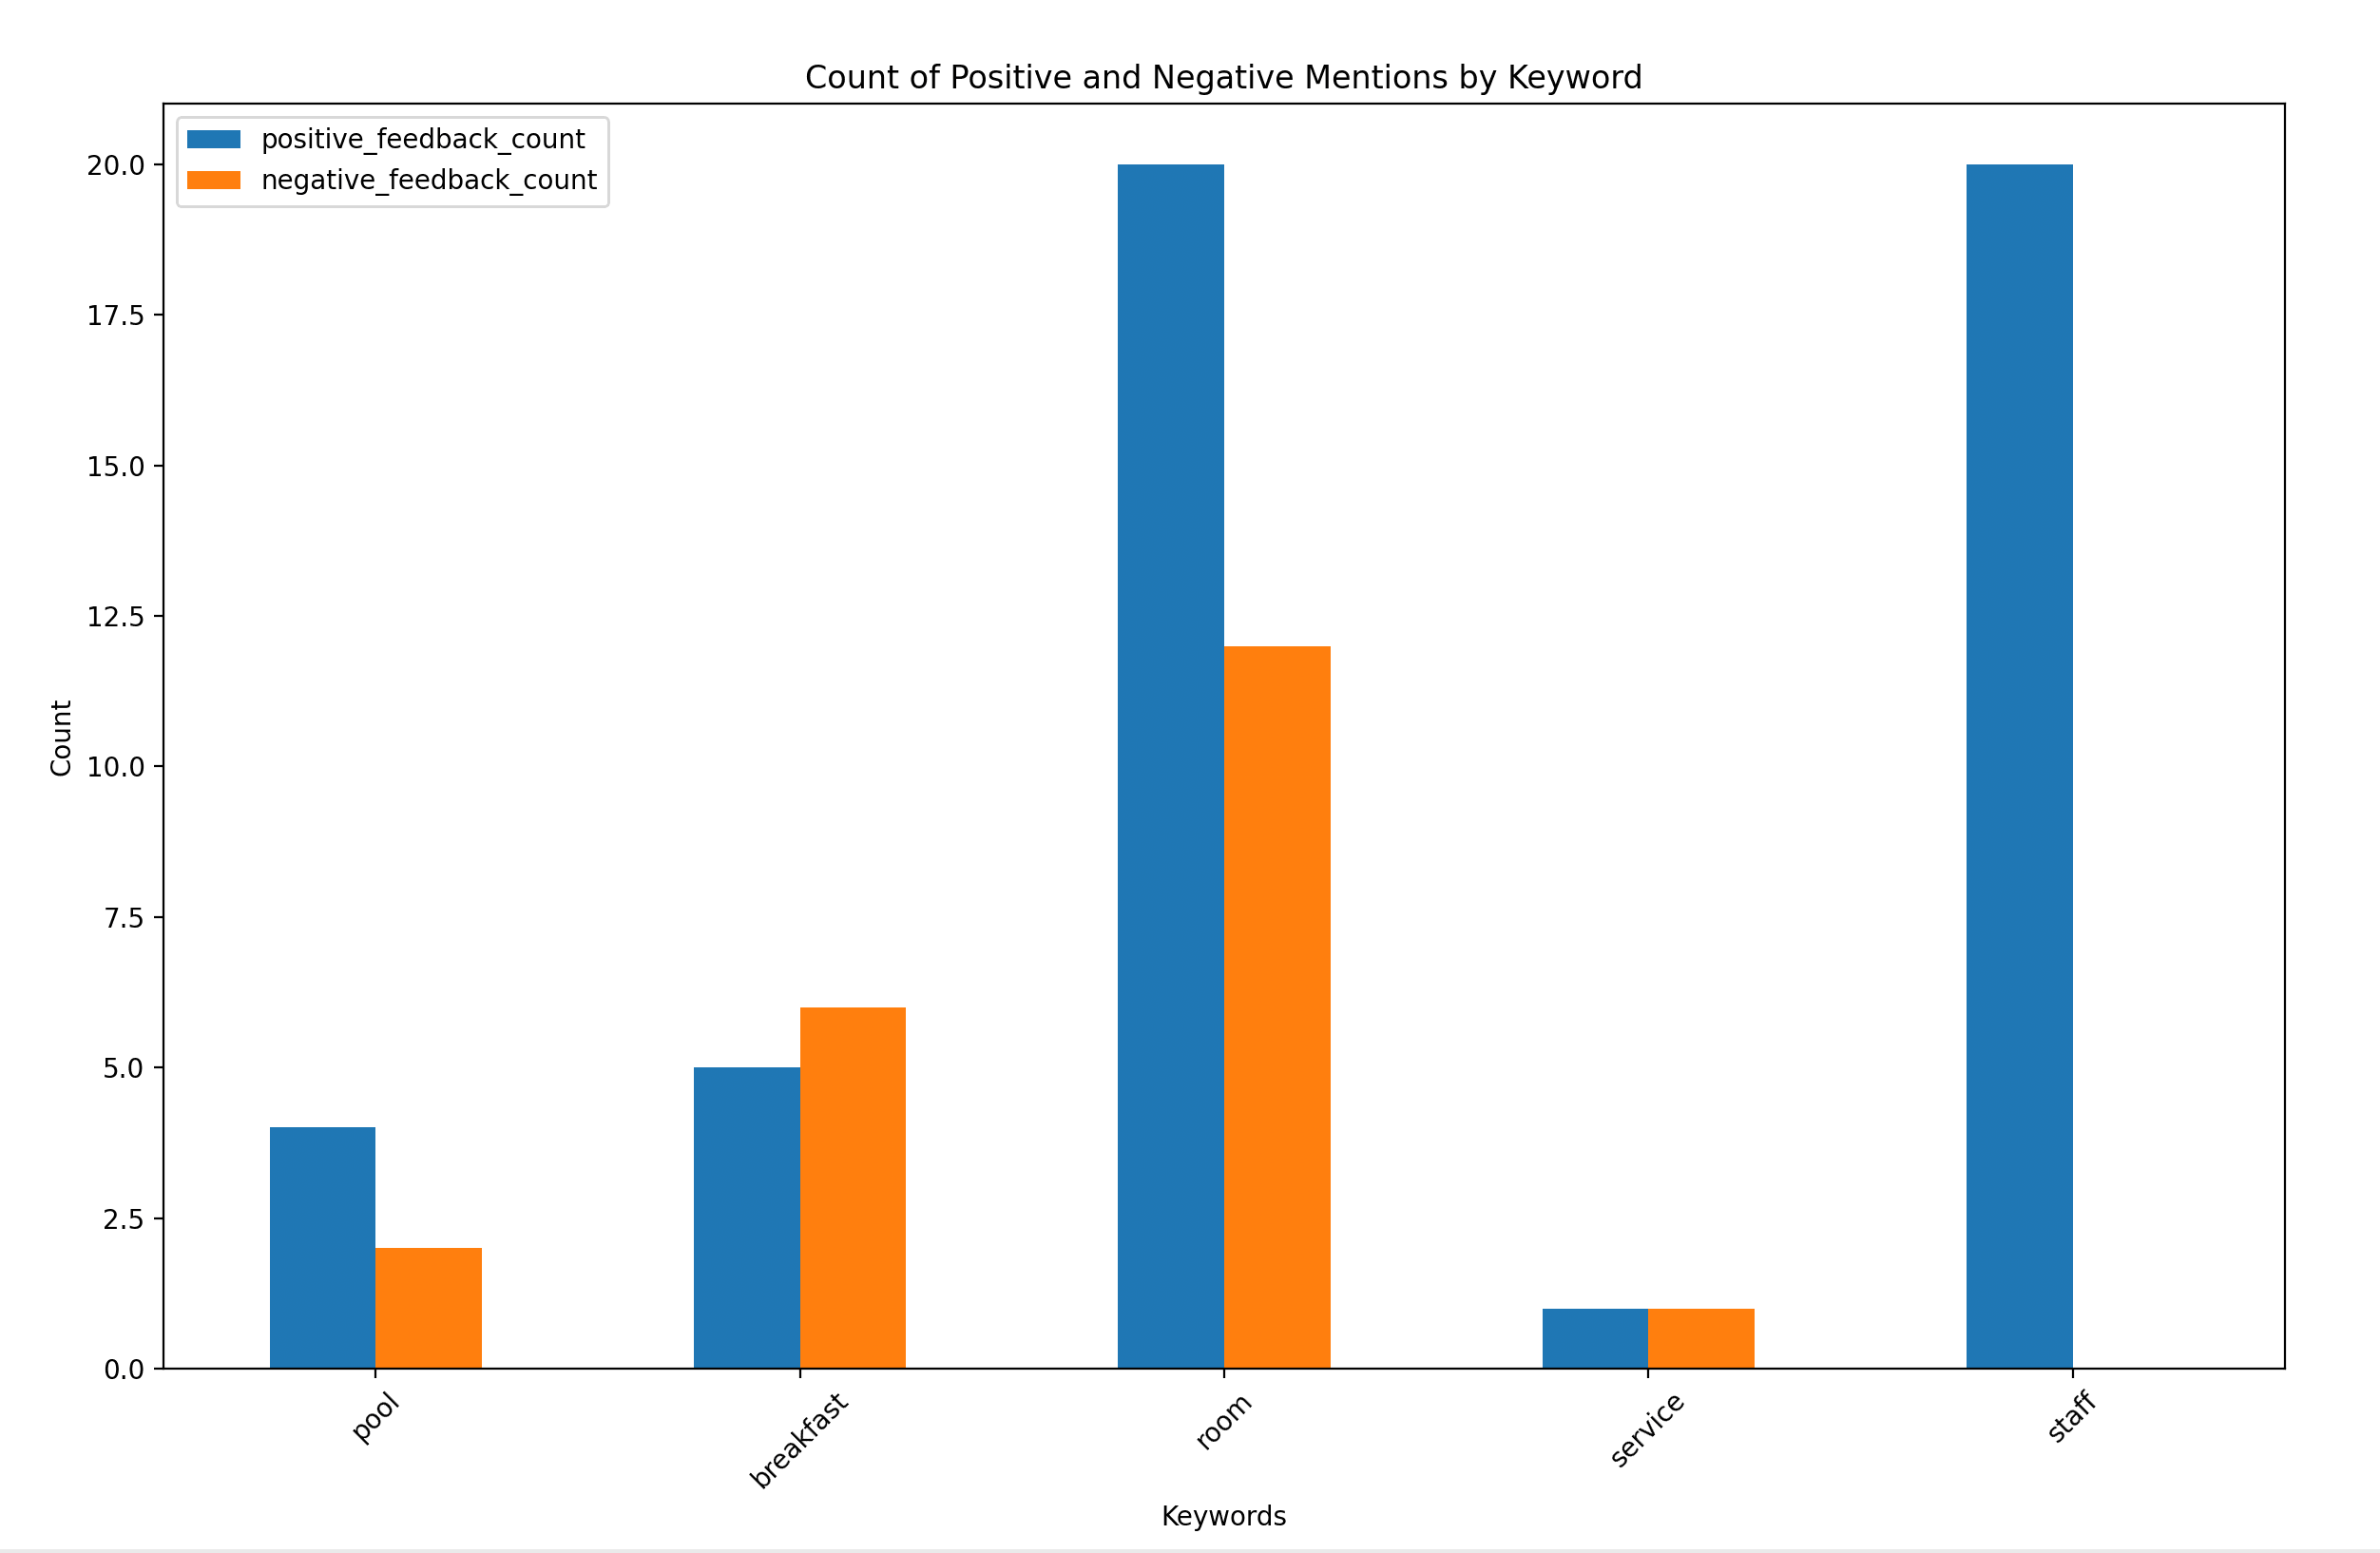 Count of Positive and Negative Mentions by Keyword
positive_feedback_count
negative_feedback_count
20.0
17.5
15.0
12.5
10.0
7.5
5.0
2.5
0.0
Count
pool
breakfast
room
service
staff
Keywords